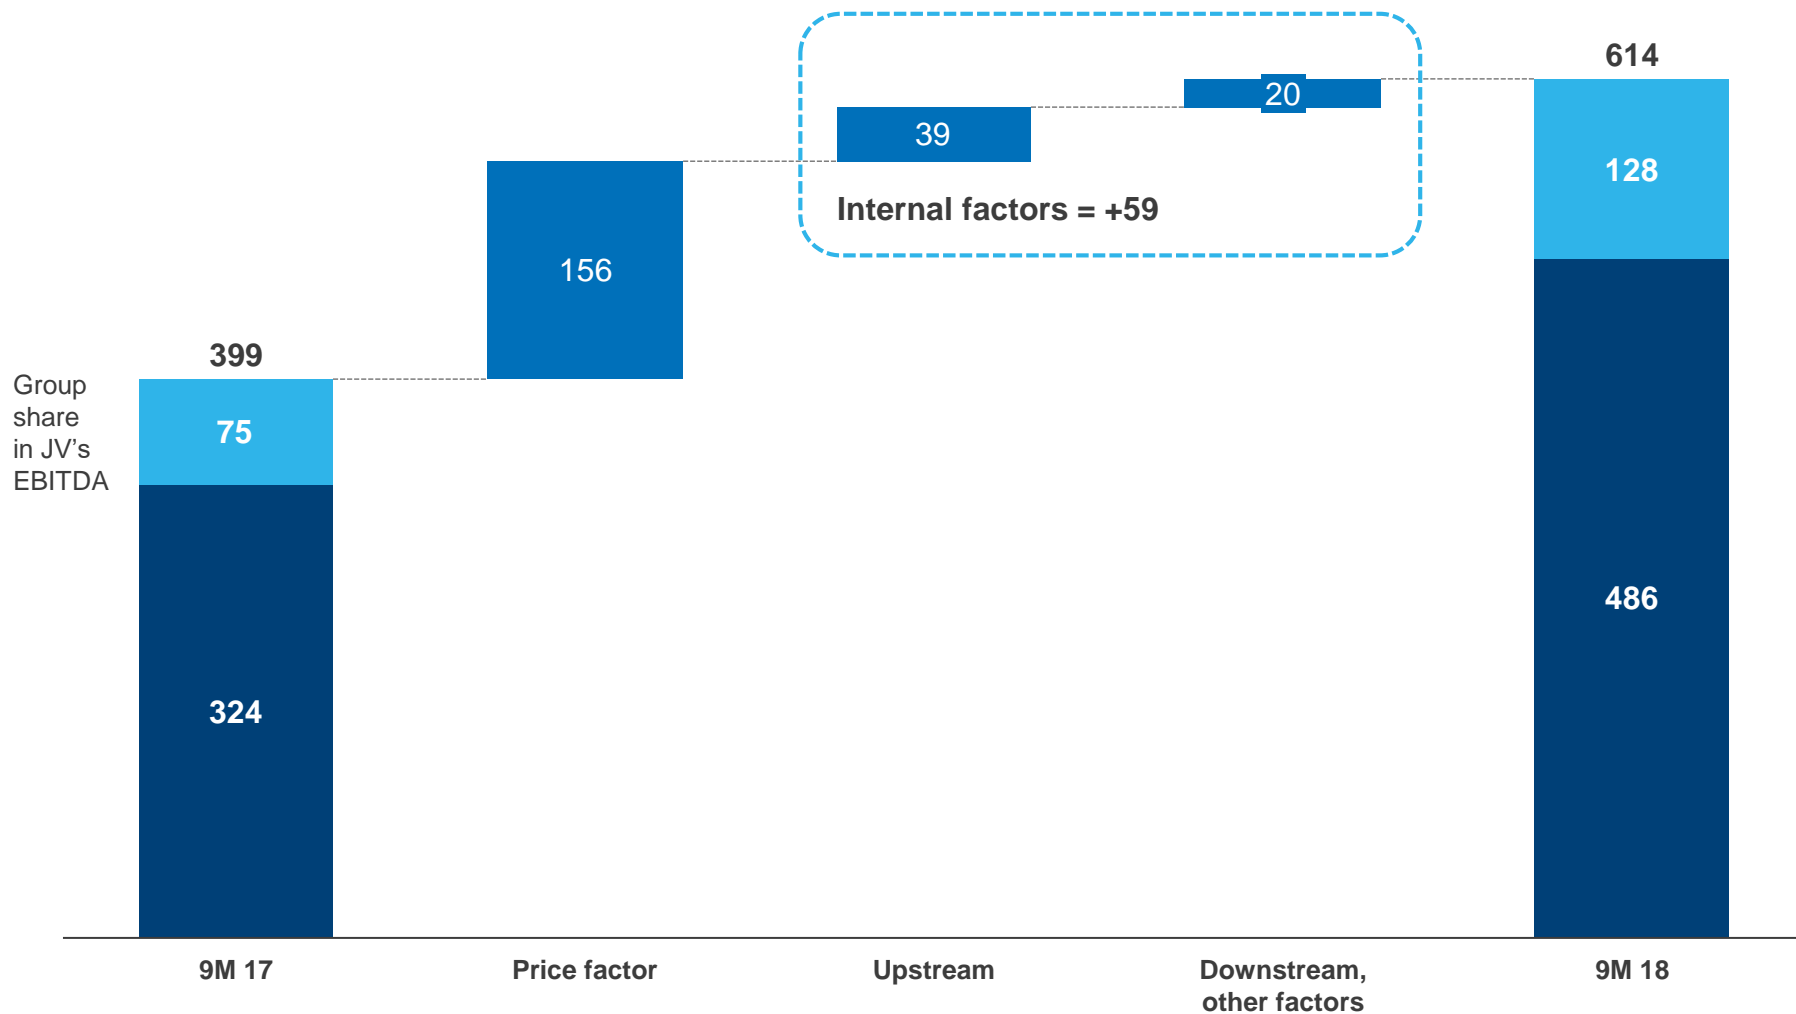 614
20
39
128
Internal factors = +59
156
399
Group
share
in JV’s
EBITDA
75
486
324
9M 17
Price factor
Upstream
Downstream,
other factors
9M 18